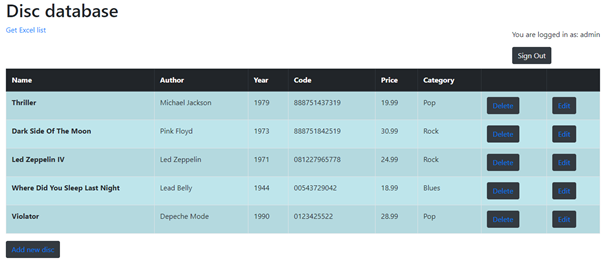 Disc database
Get Excel list
You are logged in as: admin
Sign Out
Name Author Year Code Price Category
Thriller Michael Jackson 1979 888751437319 19.99 Pop Delete Edit
Dark Side Of The Moon Pink Floyd 1973 888751842519 30.99 Rock Delete Edit
Led Zeppelin IV Led Zeppelin 1971 081227965778 24.99 Rock Delete Edit
Where Did You Sleep Last Night Lead Belly 1944 00543729042 18.99 Blues Delete Edit
Violator Depeche Mode 1990 0123425522 28.99 Pop Delete Edit
Add new disc